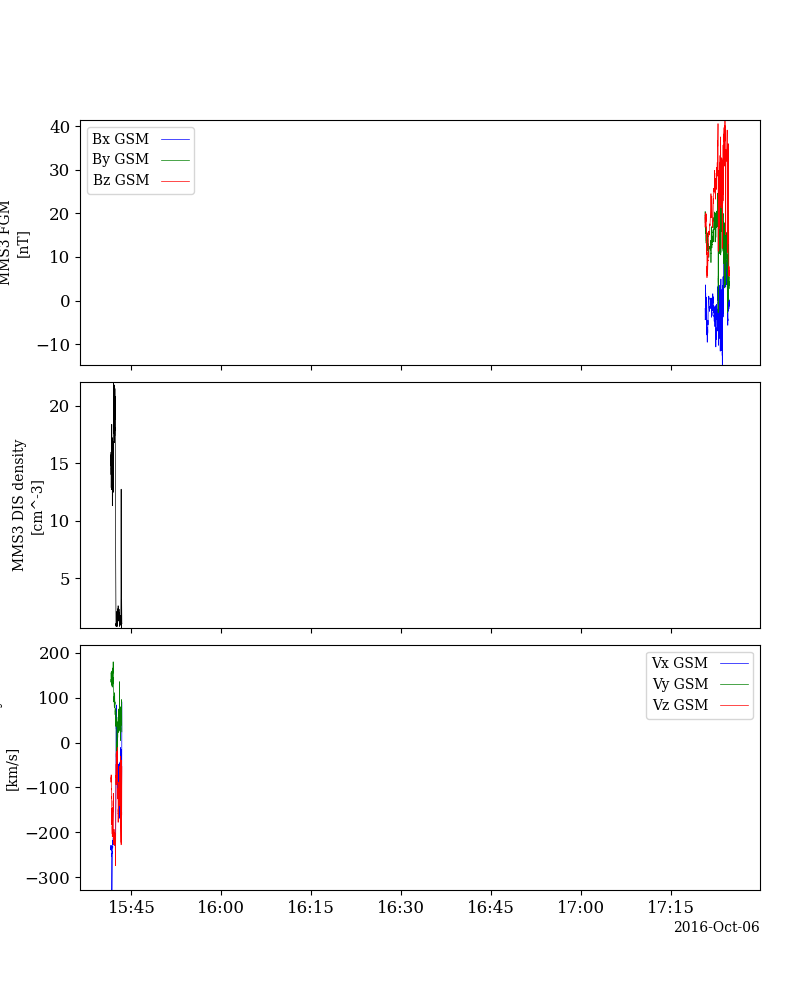 MMS3 FGM
[nT]
40
30
20
10
0
−10
Bx GSM
By GSM
Bz GSM
MMS3 DIS density
[cm^-3]
20
15
10
5
[km/s]
200
100
0
−100
−200
−300
Vx GSM
Vy GSM
Vz GSM
15:45 16:00 16:15 16:30 16:45 17:00 17:15
2016-Oct-06